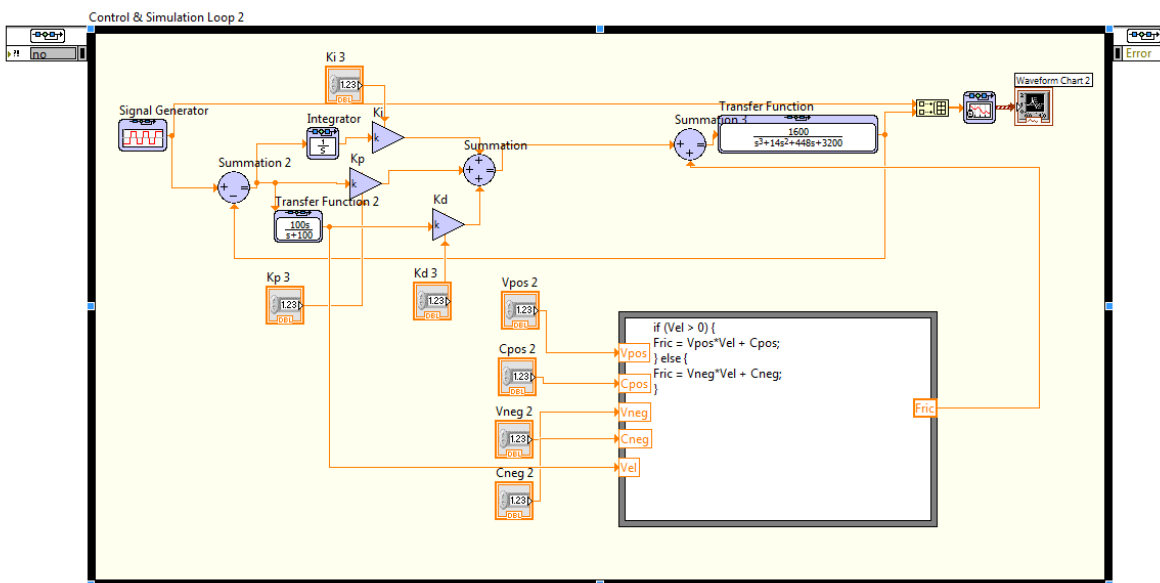 Control & Simulation Loop 2
?! no
Error
Ki 3
1.23
DBL
Waveform Chart 2
Signal Generator
Ki
k
Integrator
1
s
Transfer Function
1600
s³+14s²+448s+3200
Summation 3
Summation
Summation 2
Kp
k
Transfer Function 2
100s
s+100
Kd
k
Kp 3
1.23
DBL
Kd 3
1.23
DBL
Vpos 2
1.23
DBL
Cpos 2
1.23
DBL
Vneg 2
1.23
DBL
Cneg 2
1.23
DBL
if (Vel > 0) {
Fric = Vpos*Vel + Cpos;
} else {
Fric = Vneg*Vel + Cneg;
}
Vpos
Cpos
Vneg
Cneg
Vel
Fric